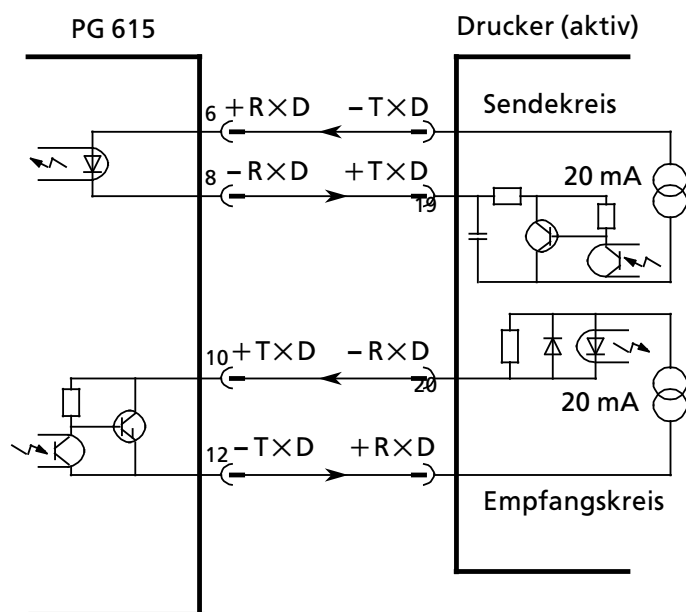 PG 615
Drucker (aktiv)
6 +R×D −T×D
Sendekreis
8 −R×D +T×D 19
20 mA
10 +T×D −R×D 20
20 mA
12 −T×D +R×D
Empfangskreis